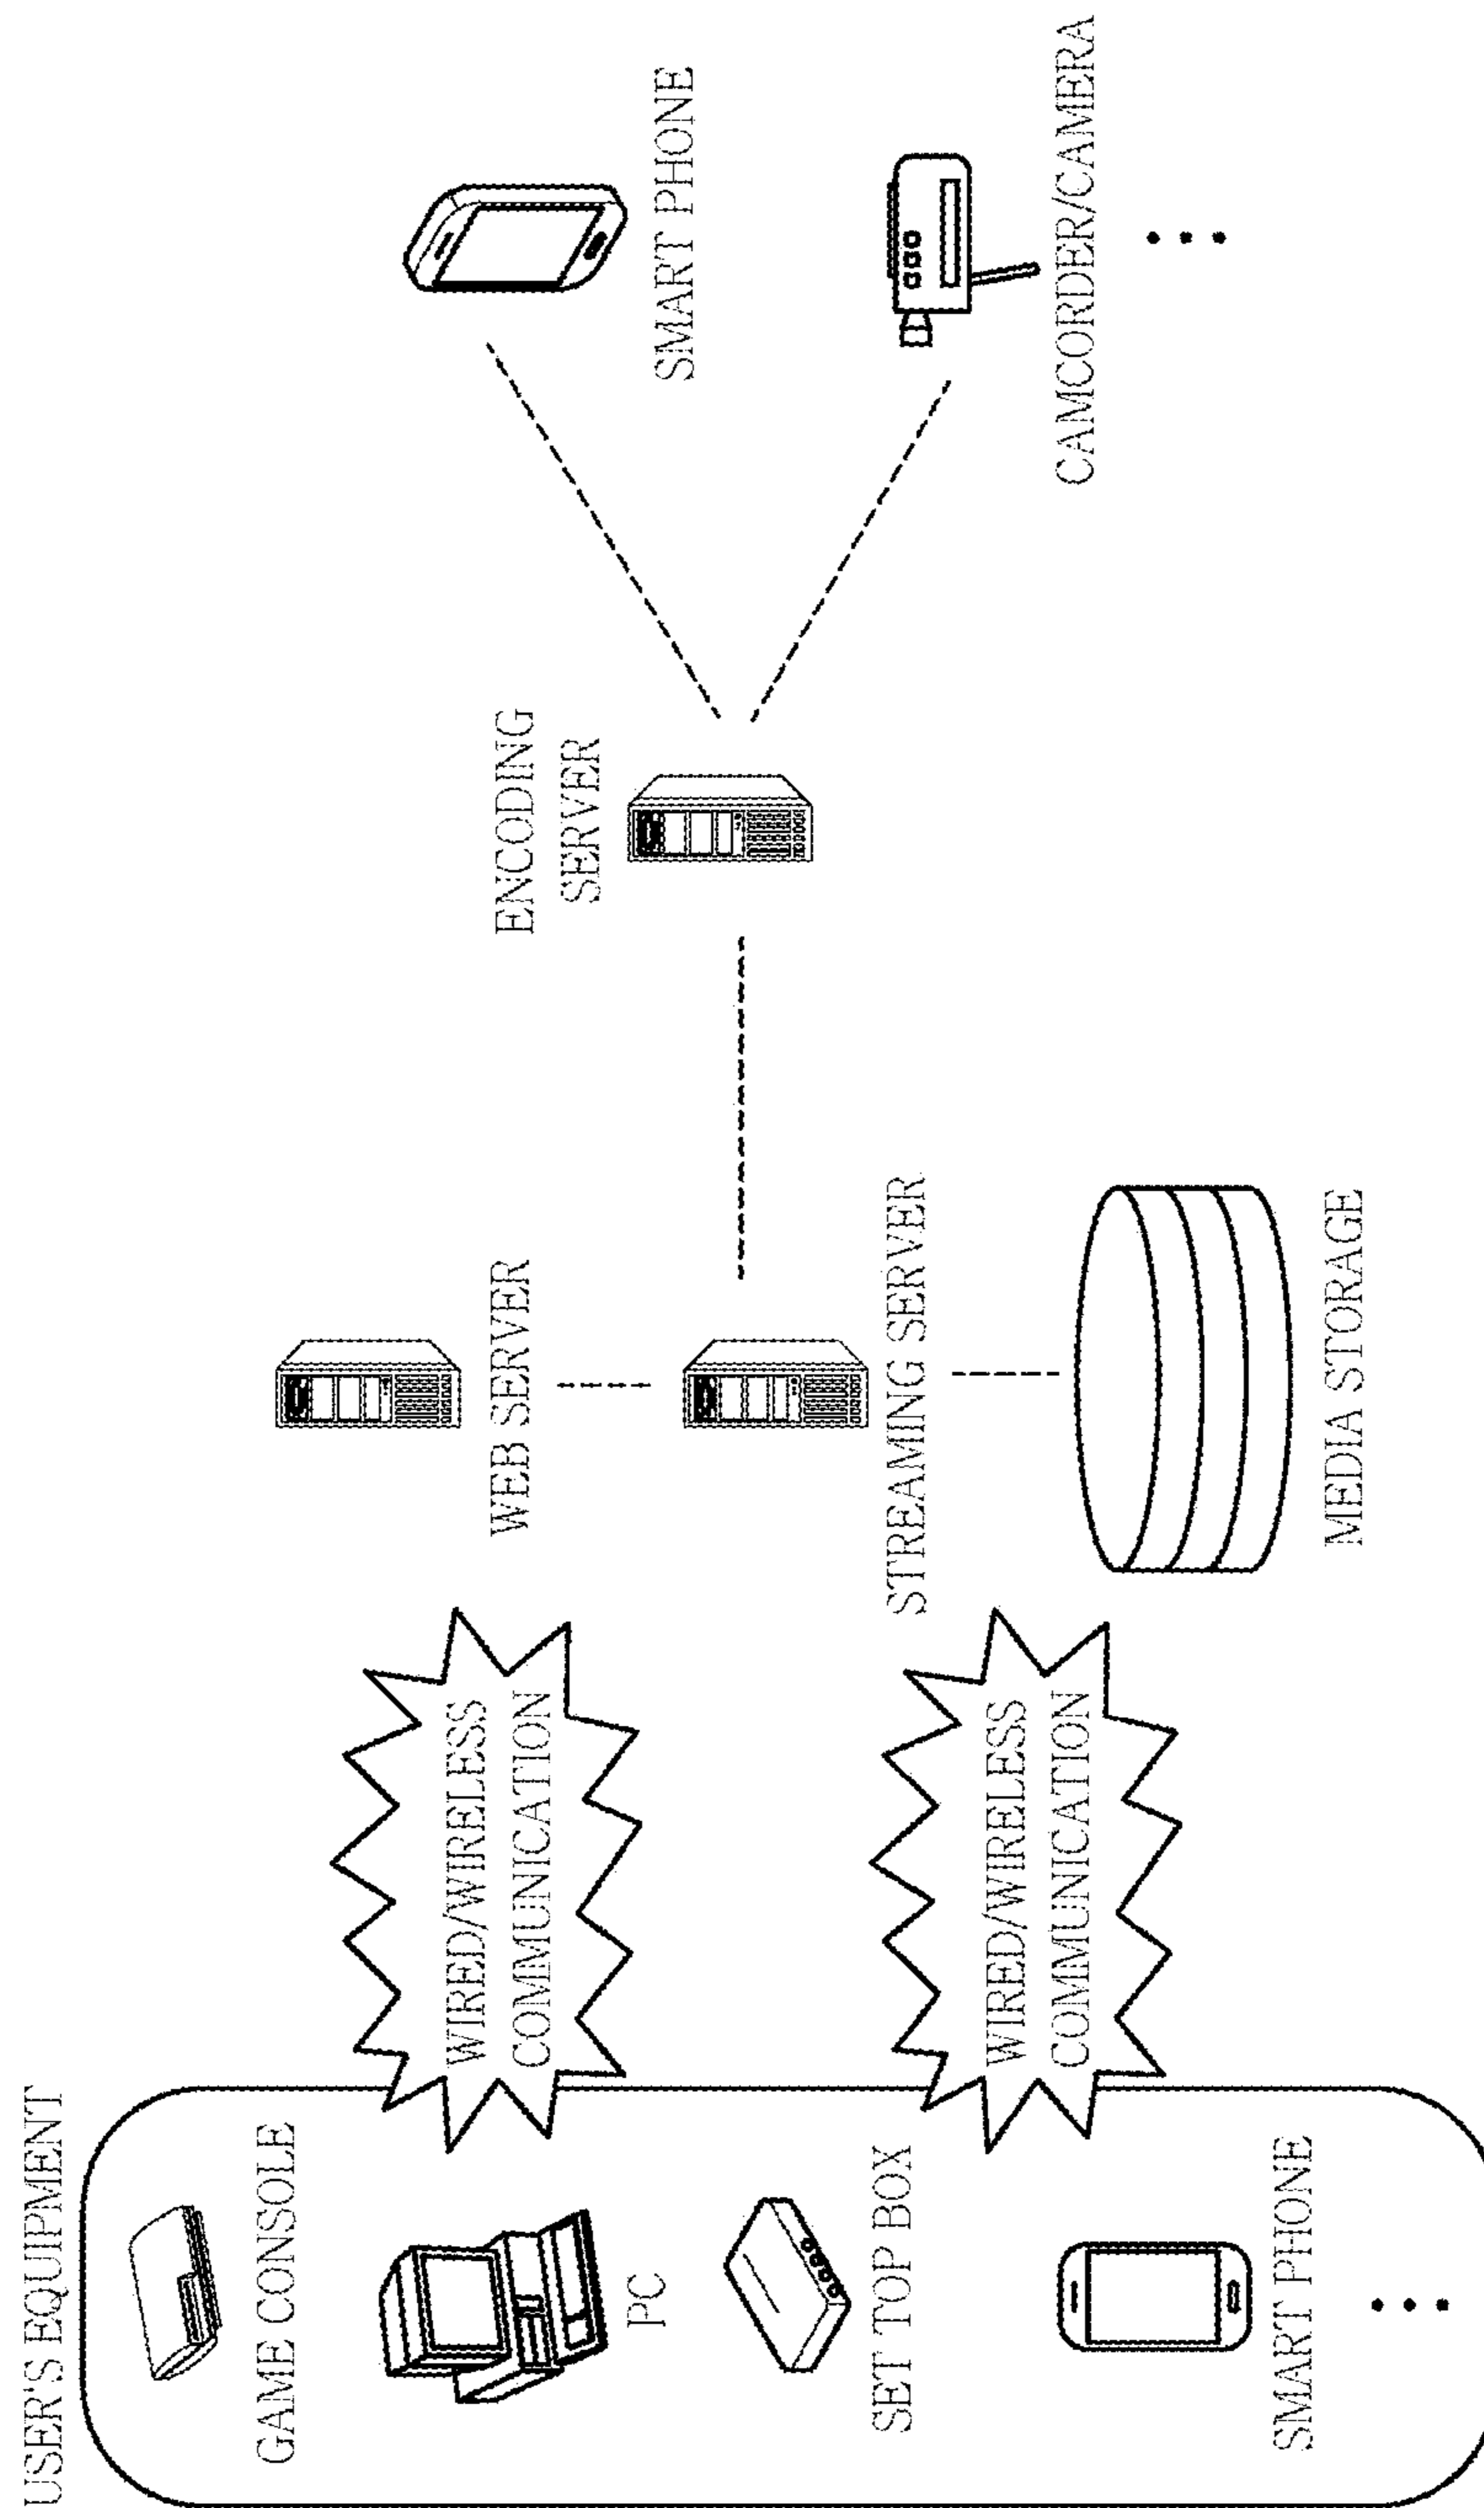 USER'S EQUIPMENT
GAME CONSOLE
PC
SET TOP BOX
SMART PHONE
WIRED/WIRELESS
COMMUNICATION
WIRED/WIRELESS
COMMUNICATION
WEB SERVER
STREAMING SERVER
MEDIA STORAGE
ENCODING
SERVER
SMART PHONE
CAMCORDER/CAMERA